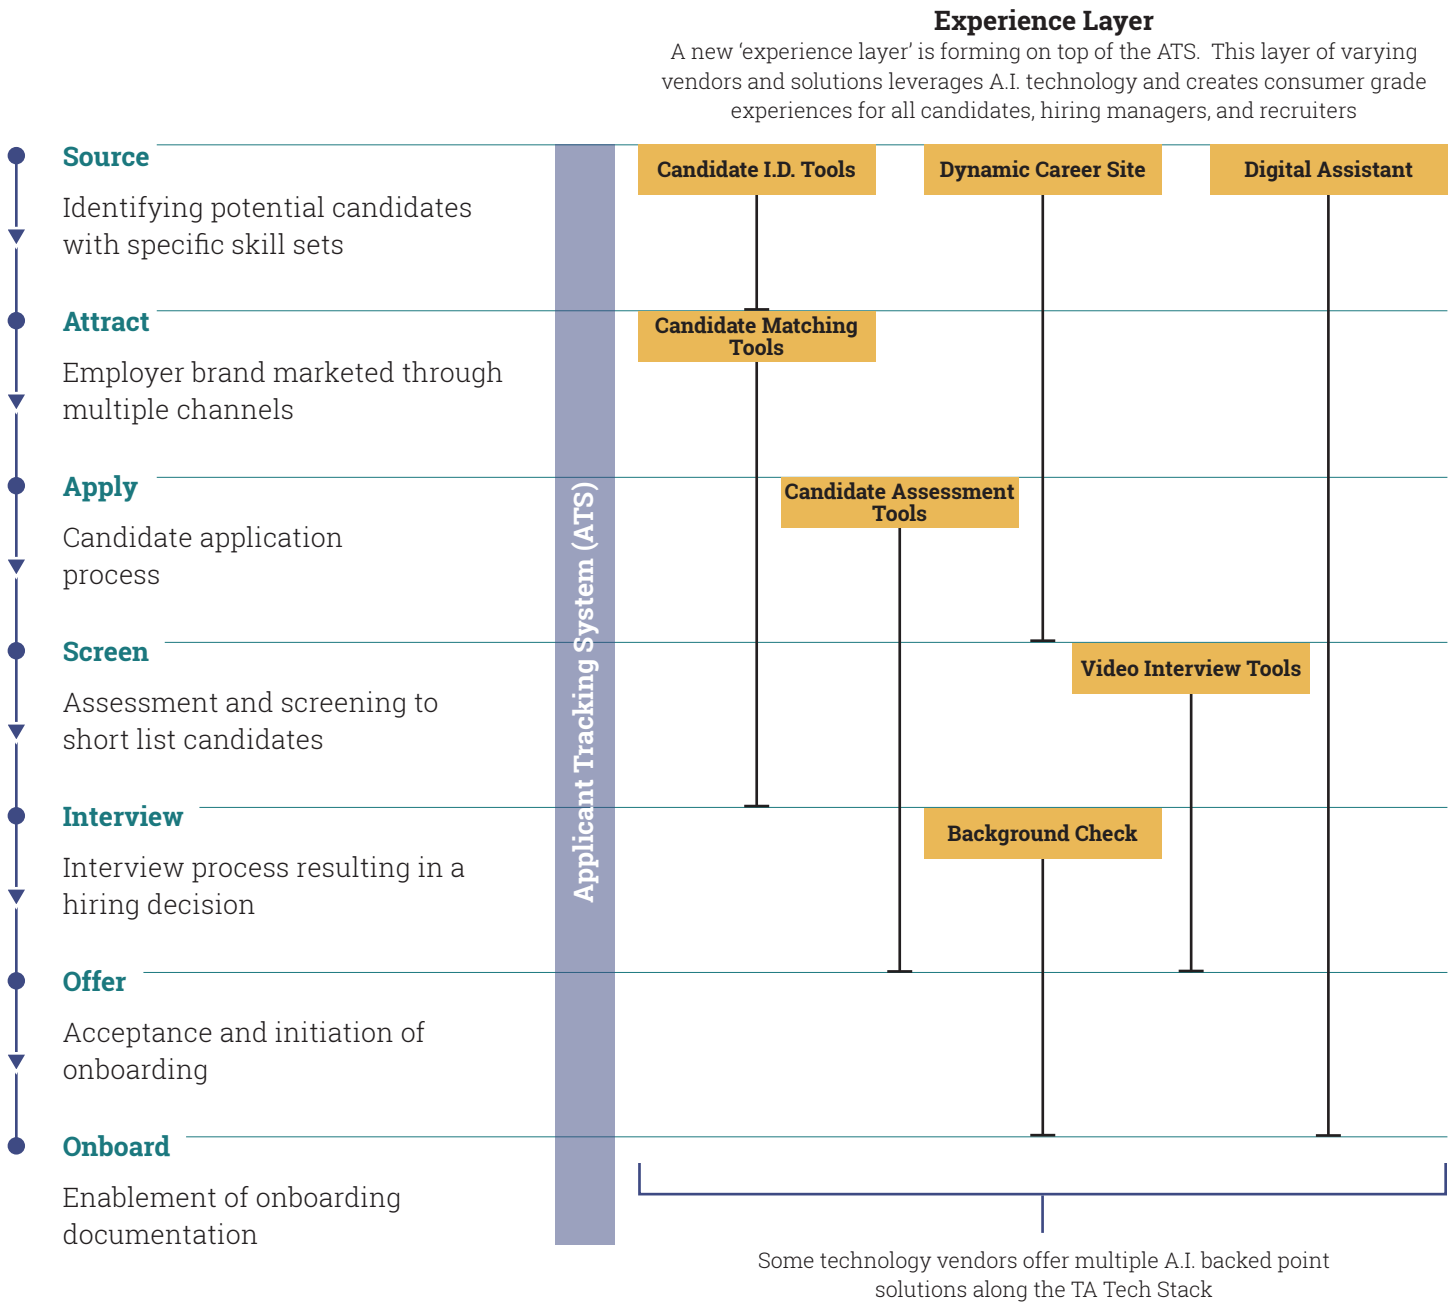 Experience Layer
A new ‘experience layer’ is forming on top of the ATS. This layer of varying
vendors and solutions leverages A.I. technology and creates consumer grade
experiences for all candidates, hiring managers, and recruiters
Source
Identifying potential candidates
with specific skill sets
Attract
Employer brand marketed through
multiple channels
Apply
Candidate application
process
Screen
Assessment and screening to
short list candidates
Interview
Interview process resulting in a
hiring decision
Offer
Acceptance and initiation of
onboarding
Onboard
Enablement of onboarding
documentation
Applicant Tracking System (ATS)
Candidate I.D. Tools
Dynamic Career Site
Digital Assistant
Candidate Matching
Tools
Candidate Assessment
Tools
Video Interview Tools
Background Check
Some technology vendors offer multiple A.I. backed point
solutions along the TA Tech Stack